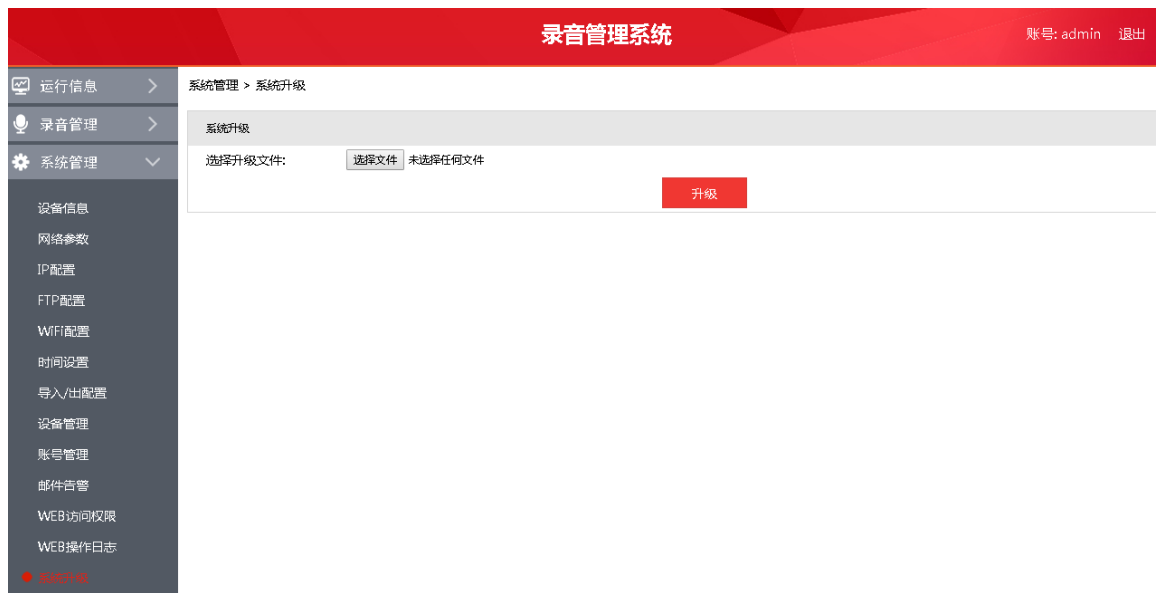 录音管理系统
账号: admin 退出
运行信息
录音管理
系统管理
设备信息
网络参数
IP配置
FTP配置
WIFI配置
时间设置
导入/出配置
设备管理
账号管理
邮件告警
WEB访问权限
WEB操作日志
系统升级
系统管理 > 系统升级
系统升级
选择升级文件: 选择文件 未选择任何文件
升级